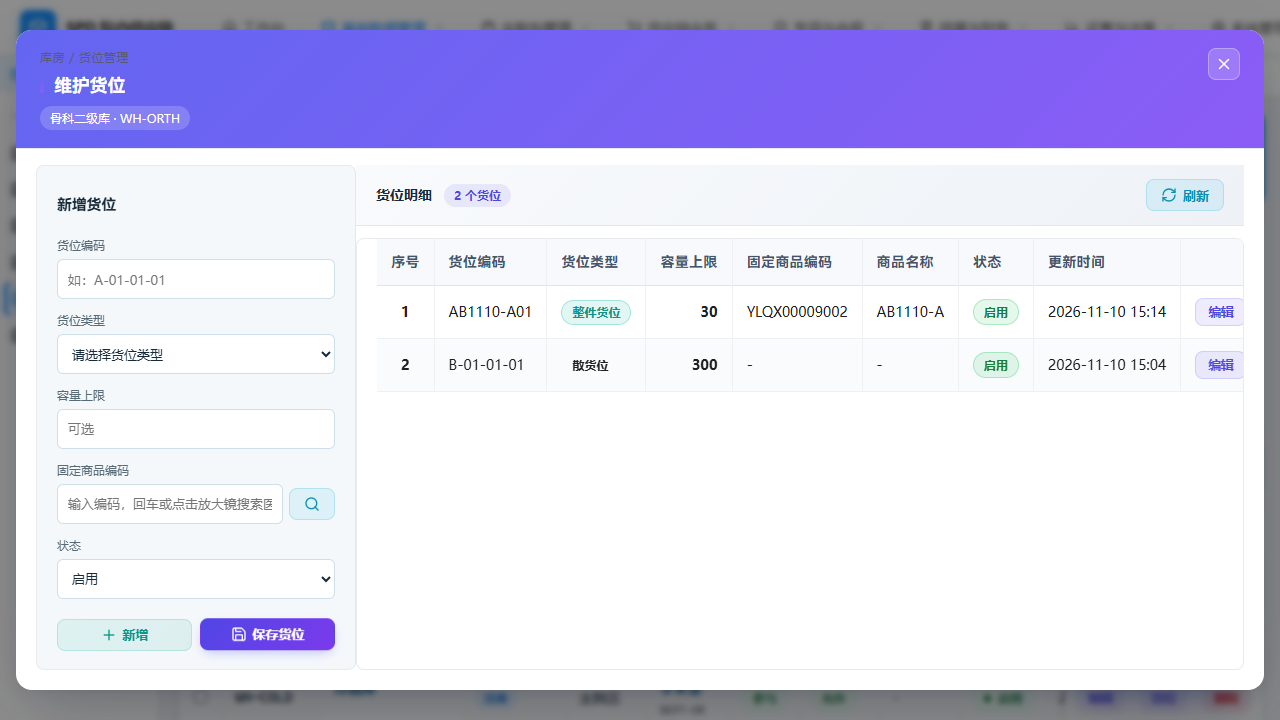 库房 / 货位管理
维护货位
骨科二级库 · WH-ORTH
新增货位
货位编码
如：A-01-01-01
货位类型
请选择货位类型
容量上限
可选
固定商品编码
输入编码，回车或点击放大镜搜索
状态
启用
新增
保存货位
货位明细
2 个货位
刷新
序号 货位编码 货位类型 容量上限 固定商品编码 商品名称 状态 更新时间
1 AB1110-A01 整件货位 30 YLQX00009002 AB1110-A 启用 2026-11-10 15:14 编辑
2 B-01-01-01 散货位 300 - - 启用 2026-11-10 15:04 编辑